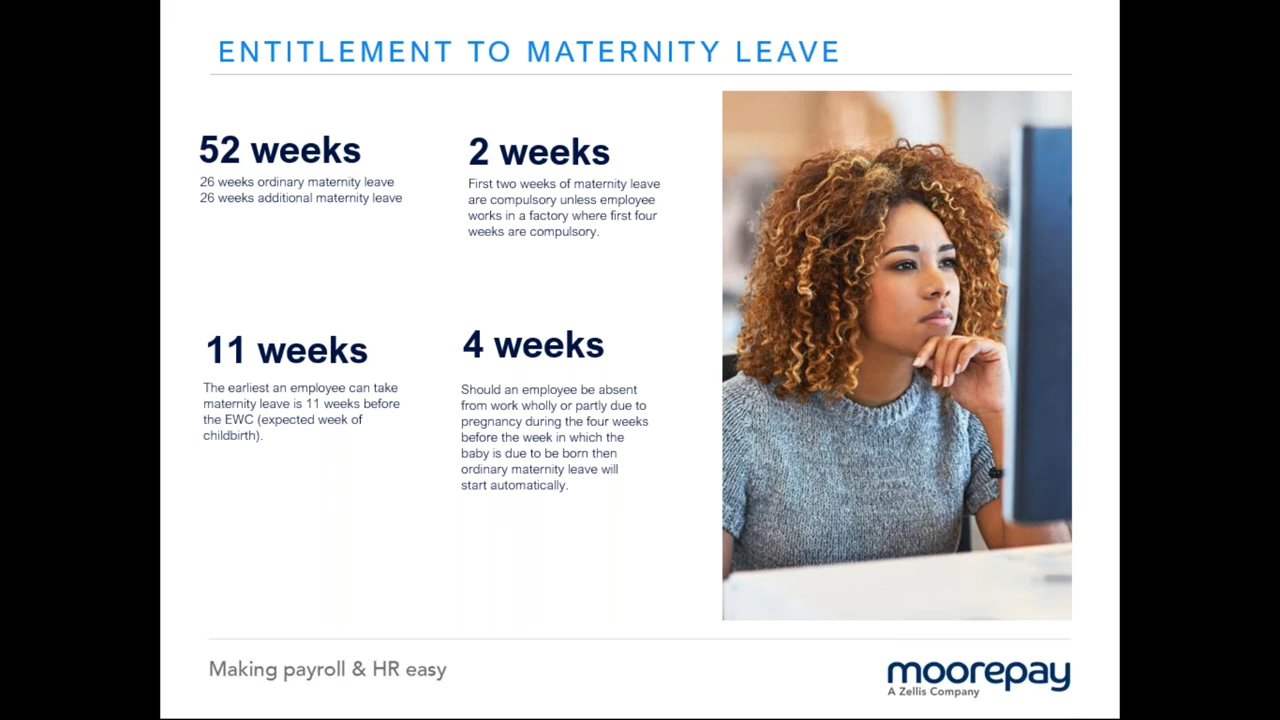 ENTITLEMENT TO MATERNITY LEAVE
52 weeks
26 weeks ordinary maternity leave
26 weeks additional maternity leave
2 weeks
First two weeks of maternity leave
are compulsory unless employee
works in a factory where first four
weeks are compulsory.
11 weeks
The earliest an employee can take
maternity leave is 11 weeks before
the EWC (expected week of
childbirth).
4 weeks
Should an employee be absent
from work wholly or partly due to
pregnancy during the four weeks
before the week in which the
baby is due to be born then
ordinary maternity leave will
start automatically.
Making payroll & HR easy
moorepay
A Zellis Company